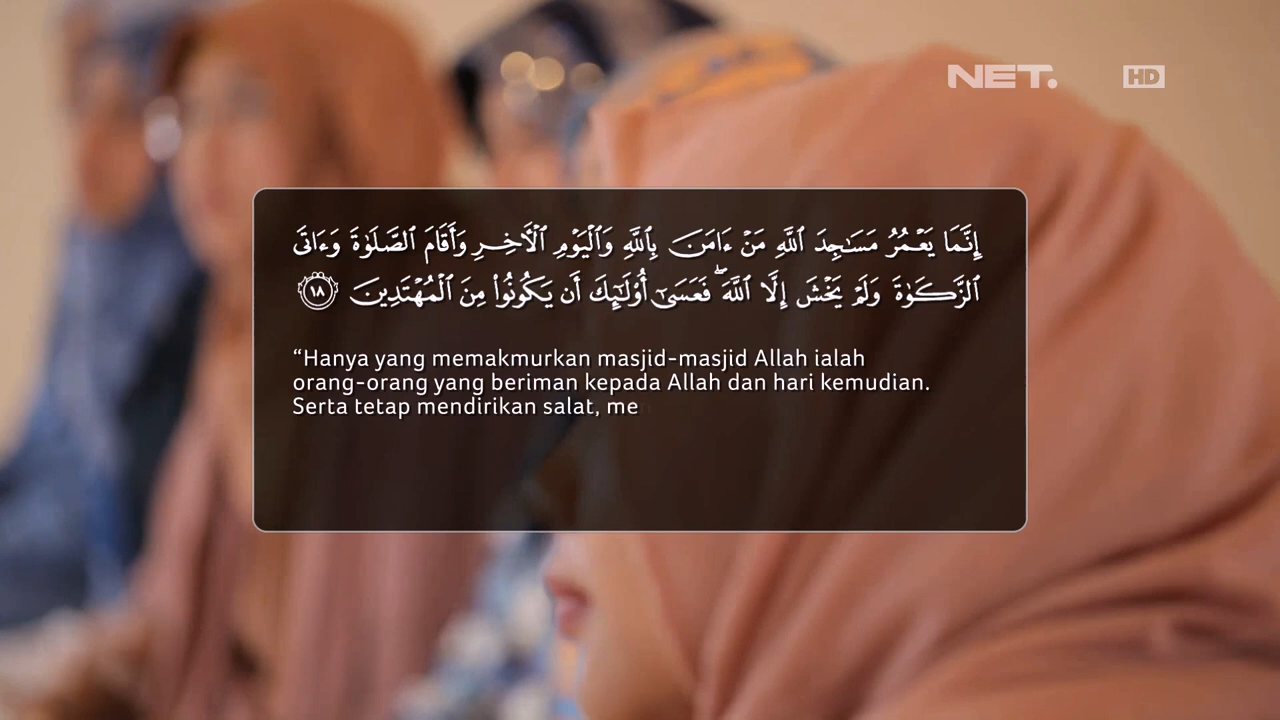 NET.
HD
إِنَّمَا يَعْمُرُ مَسَٰجِدَ ٱللَّهِ مَنْ ءَامَنَ بِٱللَّهِ وَٱلْيَوْمِ ٱلْءَاخِرِ وَأَقَامَ ٱلصَّلَوٰةَ وَءَاتَى
ٱلزَّكَوٰةَ وَلَمْ يَخْشَ إِلَّا ٱللَّهَ ۖ فَعَسَىٰٓ أُو۟لَٰٓئِكَ أَن يَكُونُوا۟ مِنَ ٱلْمُهْتَدِينَ ١٨
“Hanya yang memakmurkan masjid-masjid Allah ialah
orang-orang yang beriman kepada Allah dan hari kemudian.
Serta tetap mendirikan salat, me